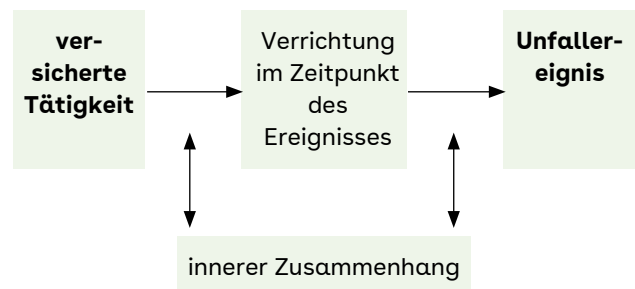 ver-
sicherte
Tätigkeit
Verrichtung
im Zeitpunkt
des
Ereignisses
Unfaller-
eignis
innerer Zusammenhang